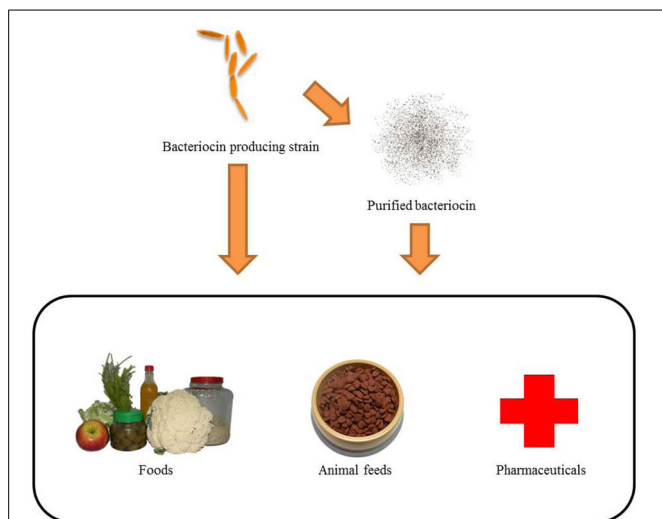 Bacteriocin producing strain
Purified bacteriocin
Foods
Animal feeds
Pharmaceuticals